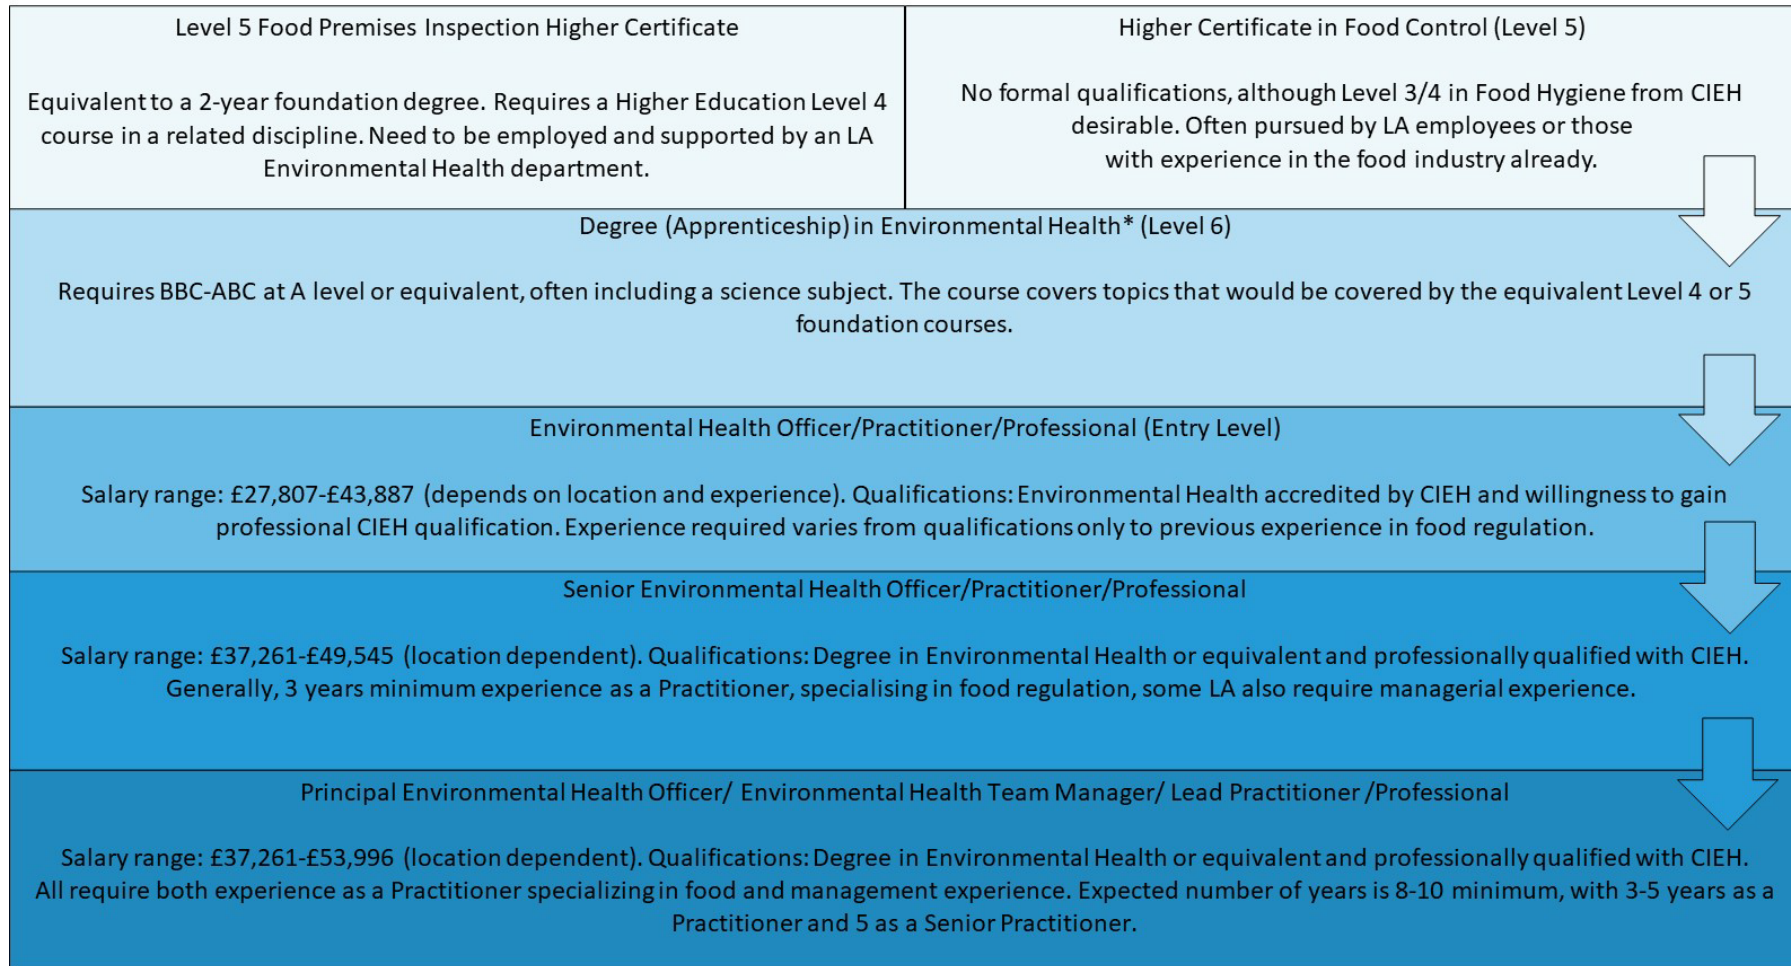 Level 5 Food Premises Inspection Higher Certificate
Equivalent to a 2-year foundation degree. Requires a Higher Education Level 4
course in a related discipline. Need to be employed and supported by an LA
Environmental Health department.
Higher Certificate in Food Control (Level 5)
No formal qualifications, although Level 3/4 in Food Hygiene from CIEH
desirable. Often pursued by LA employees or those
with experience in the food industry already.
Degree (Apprenticeship) in Environmental Health* (Level 6)
Requires BBC-ABC at A level or equivalent, often including a science subject. The course covers topics that would be covered by the equivalent Level 4 or 5
foundation courses.
Environmental Health Officer/Practitioner/Professional (Entry Level)
Salary range: £27,807-£43,887 (depends on location and experience). Qualifications: Environmental Health accredited by CIEH and willingness to gain
professional CIEH qualification. Experience required varies from qualifications only to previous experience in food regulation.
Senior Environmental Health Officer/Practitioner/Professional
Salary range: £37,261-£49,545 (location dependent). Qualifications: Degree in Environmental Health or equivalent and professionally qualified with CIEH.
Generally, 3 years minimum experience as a Practitioner, specialising in food regulation, some LA also require managerial experience.
Principal Environmental Health Officer/ Environmental Health Team Manager/ Lead Practitioner /Professional
Salary range: £37,261-£53,996 (location dependent). Qualifications: Degree in Environmental Health or equivalent and professionally qualified with CIEH.
All require both experience as a Practitioner specializing in food and management experience. Expected number of years is 8-10 minimum, with 3-5 years as a
Practitioner and 5 as a Senior Practitioner.